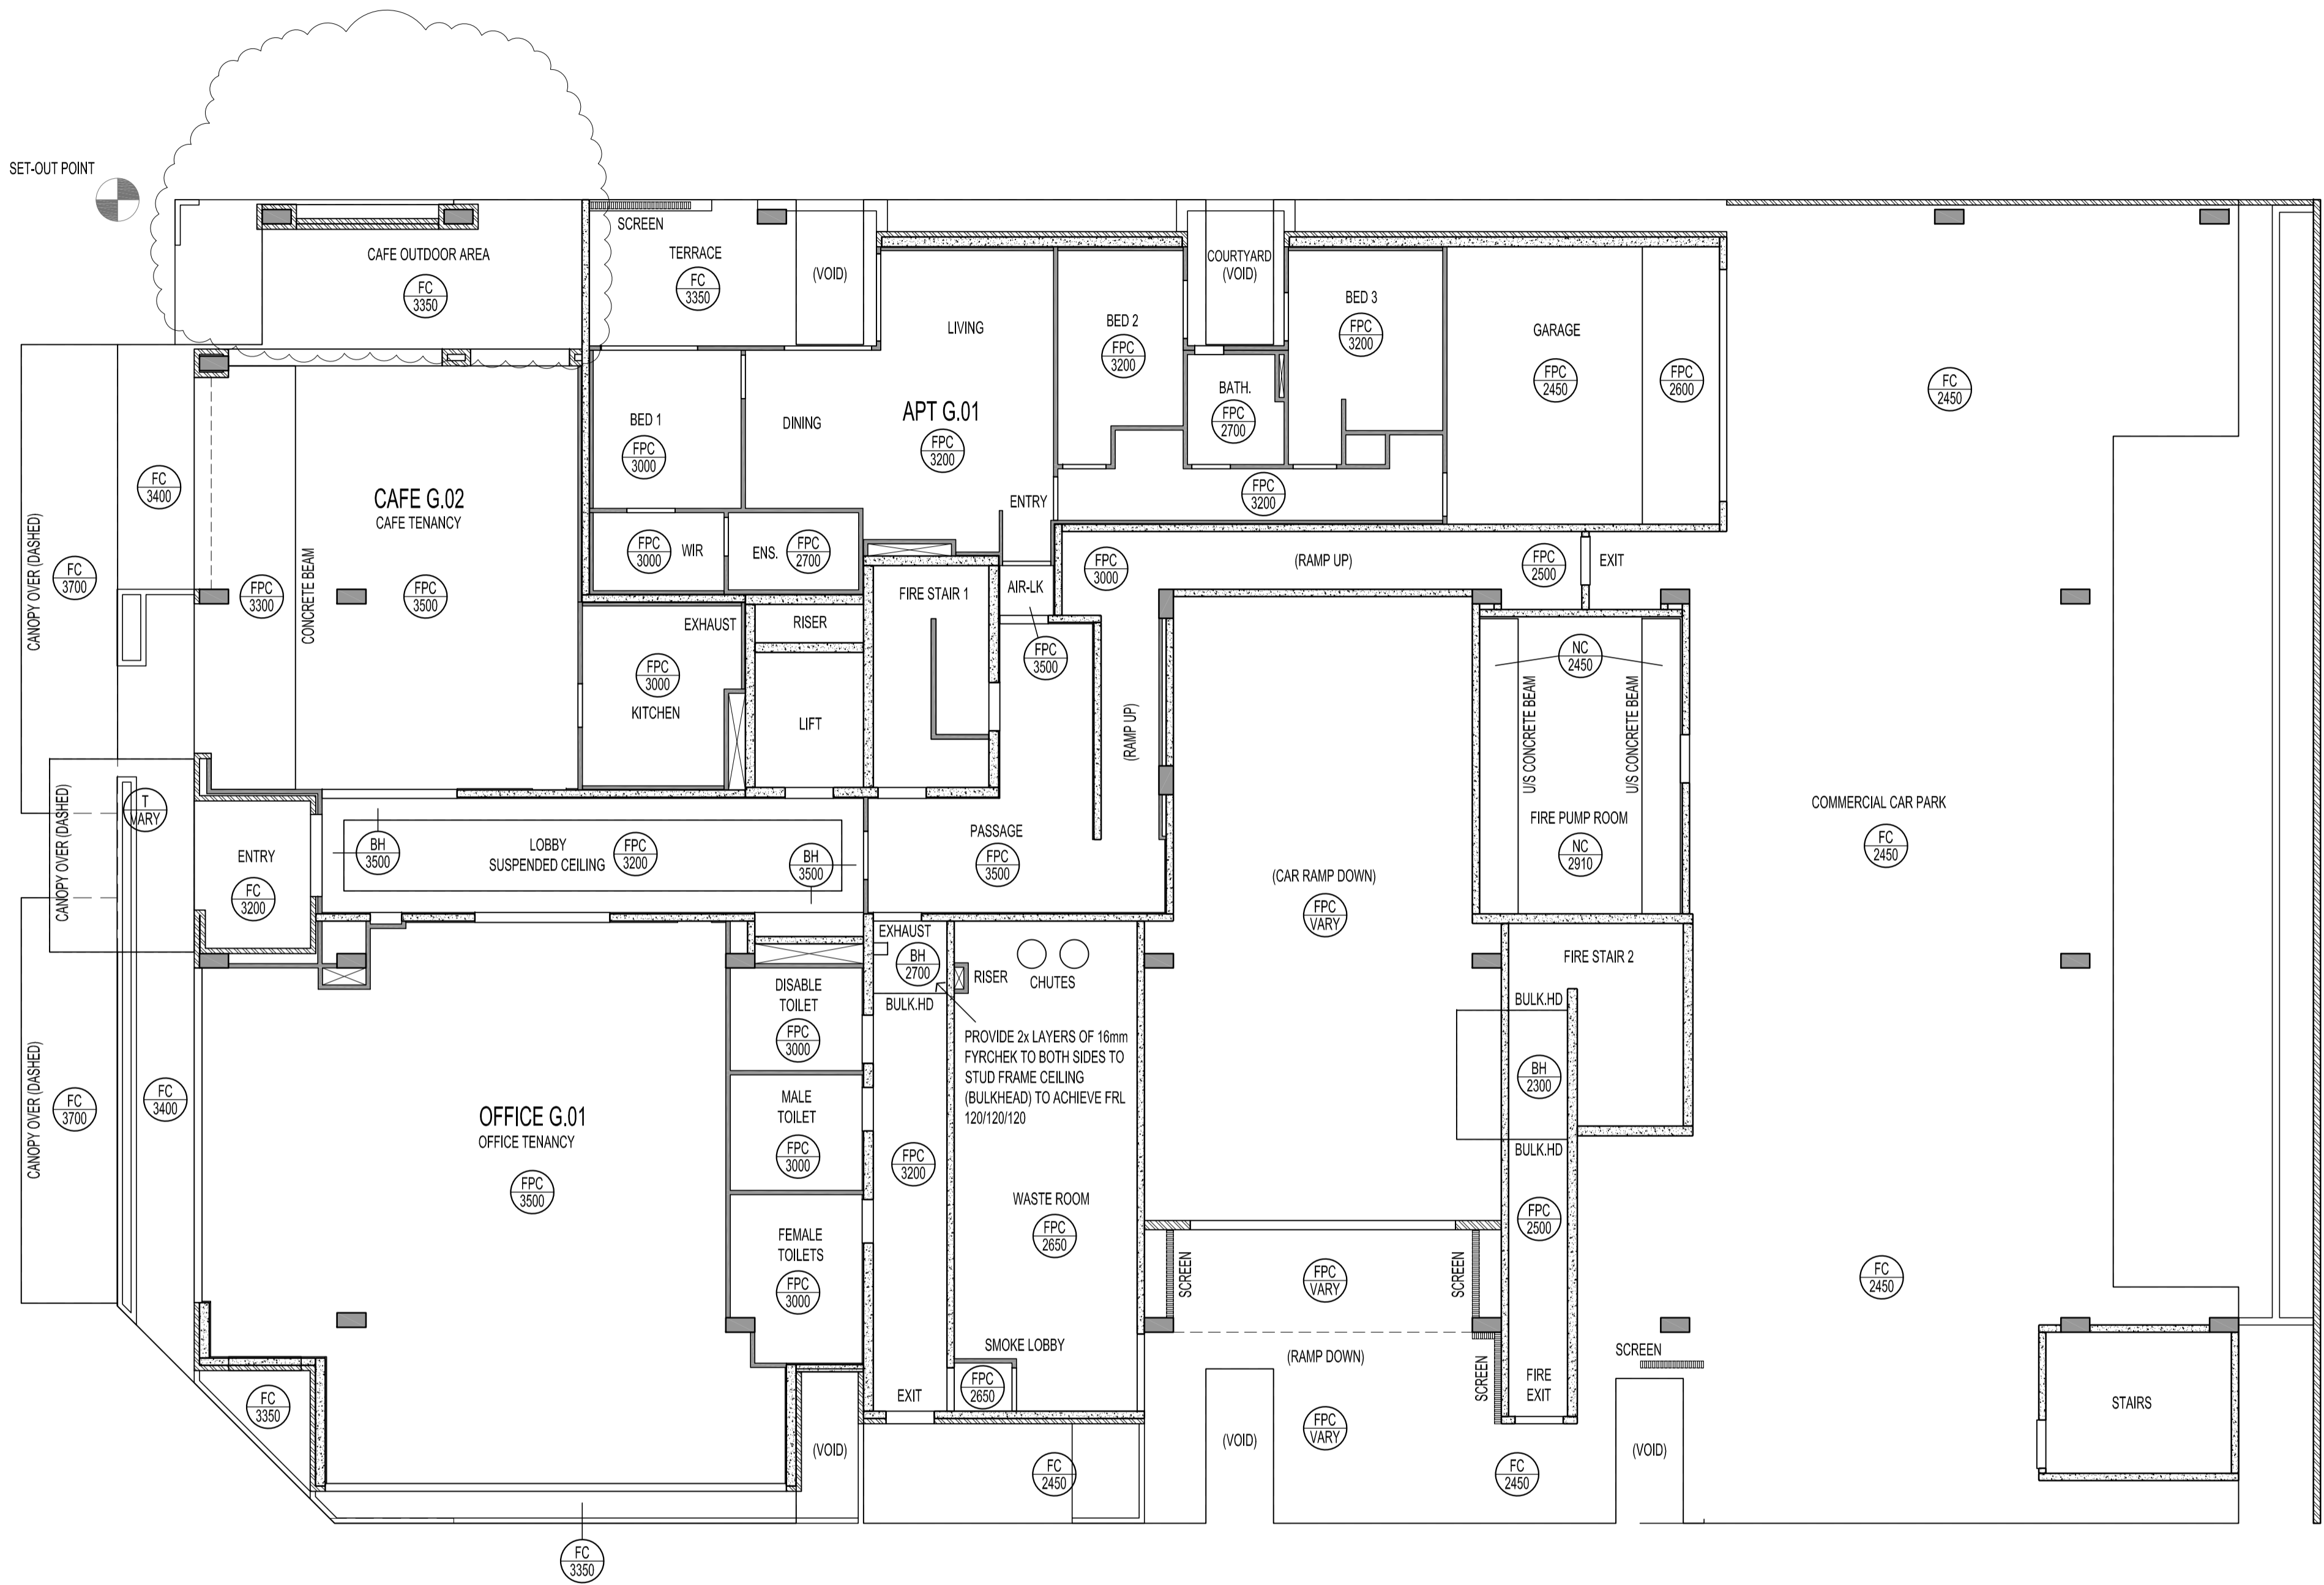 SET-OUT POINT
CAFE OUTDOOR AREA
FC
3350
SCREEN
TERRACE
FC
3350
(VOID)
COURTYARD
(VOID)
LIVING
BED 2
FPC
3200
BED 3
FPC
3200
GARAGE
FPC
2450
FPC
2600
FC
2450
BATH.
FPC
2700
BED 1
FPC
3000
DINING
APT G.01
FPC
3200
FPC
3200
ENTRY
FC
3400
CAFE G.02
CAFE TENANCY
CANOPY OVER (DASHED)
FC
3700
CONCRETE BEAM
FPC
3300
FPC
3500
FPC
3000
WIR
ENS.
FPC
2700
FIRE STAIR 1
AIR-LK
FPC
3000
(RAMP UP)
FPC
2500
EXIT
EXHAUST
RISER
FPC
3000
KITCHEN
LIFT
FPC
3500
(RAMP UP)
NC
2450
U/S CONCRETE BEAM
U/S CONCRETE BEAM
FIRE PUMP ROOM
NC
2910
COMMERCIAL CAR PARK
FC
2450
CANOPY OVER (DASHED)
T
VARY
ENTRY
FC
3200
BH
3500
LOBBY
SUSPENDED CEILING
FPC
3200
BH
3500
PASSAGE
FPC
3500
(CAR RAMP DOWN)
FPC
VARY
EXHAUST
BH
2700
BULK.HD
RISER
CHUTES
FIRE STAIR 2
BULK.HD
BH
2300
BULK.HD
FPC
2500
DISABLE
TOILET
FPC
3000
PROVIDE 2x LAYERS OF 16mm
FYRCHEK TO BOTH SIDES TO
STUD FRAME CEILING
(BULKHEAD) TO ACHIEVE FRL
120/120/120
CANOPY OVER (DASHED)
FC
3700
FC
3400
OFFICE G.01
OFFICE TENANCY
FPC
3500
MALE
TOILET
FPC
3000
FPC
3200
WASTE ROOM
FPC
2650
FEMALE
TOILETS
FPC
3000
SCREEN
FPC
VARY
SCREEN
FC
2450
SMOKE LOBBY
(RAMP DOWN)
SCREEN
SCREEN
FIRE
EXIT
EXIT
FPC
2650
FC
3350
STAIRS
(VOID)
(VOID)
FPC
VARY
(VOID)
FC
2450
FC
2450
FC
3350